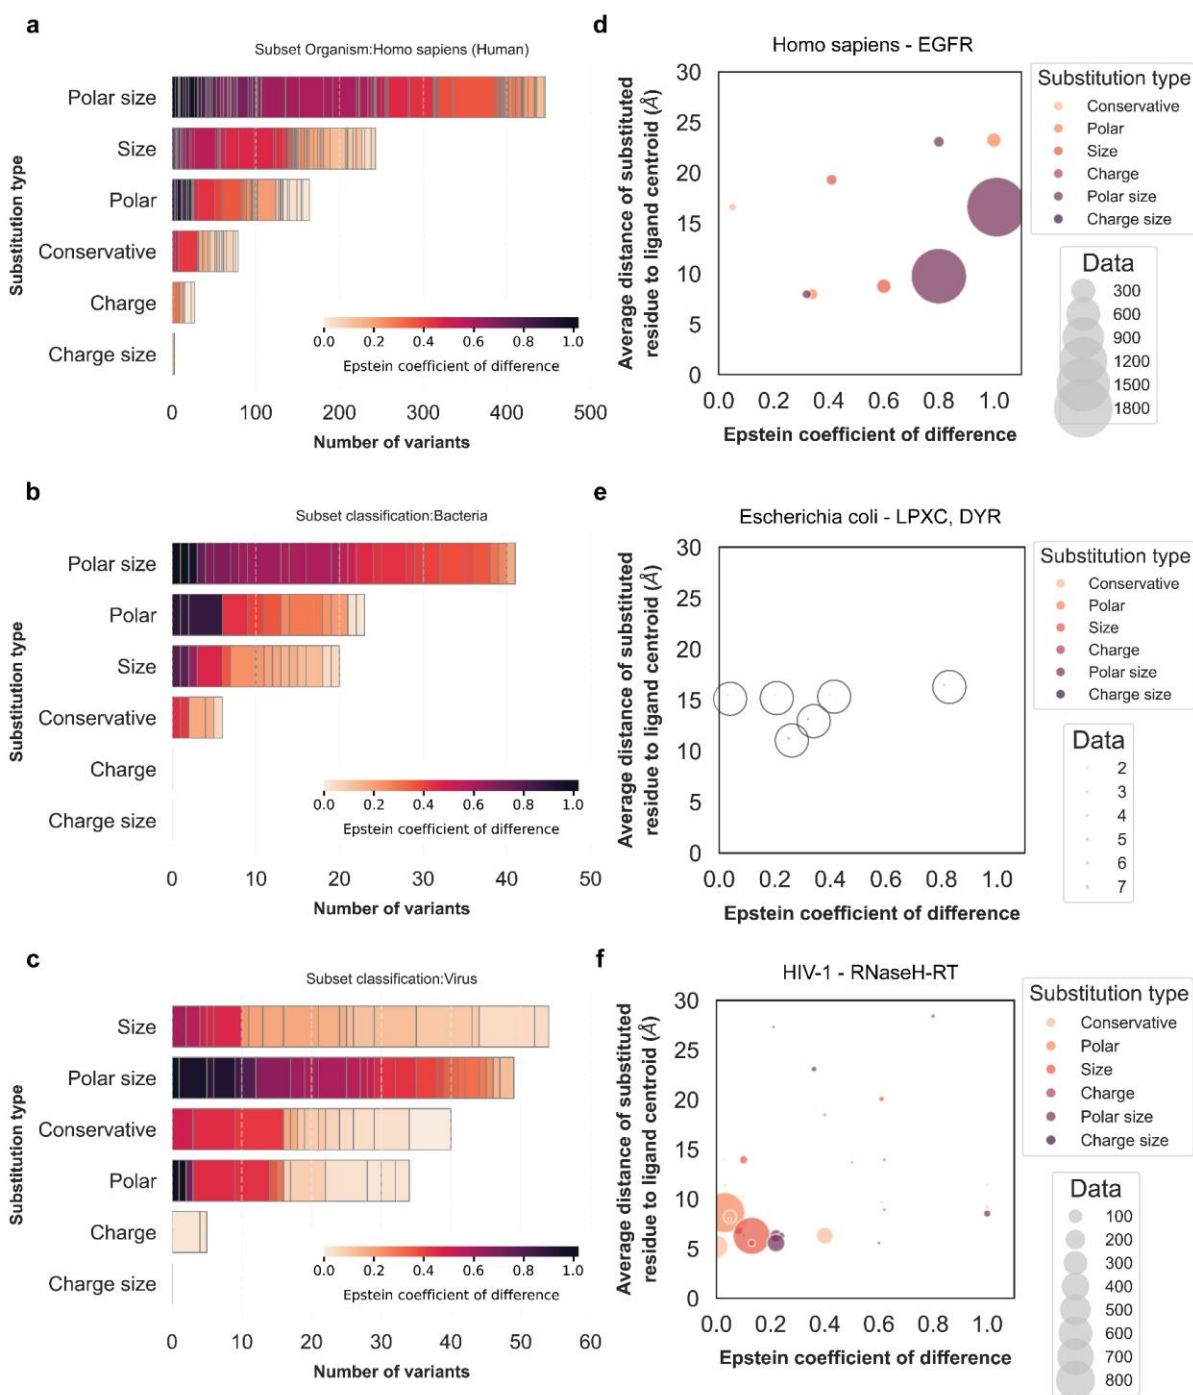 a
Subset Organism:Homo sapiens (Human)
Substitution type
Polar size
Size
Polar
Conservative
Charge
Charge size
0.0 0.2 0.4 0.6 0.8 1.0
Epstein coefficient of difference
0 100 200 300 400 500
Number of variants
d
Homo sapiens - EGFR
Average distance of substituted
residue to ligand centroid (Å)
30
25
20
15
10
5
0
0.0 0.2 0.4 0.6 0.8 1.0
Epstein coefficient of difference
Substitution type
Conservative
Polar
Size
Charge
Polar size
Charge size
Data
300
600
900
1200
1500
1800
b
Subset classification:Bacteria
Substitution type
Polar size
Polar
Size
Conservative
Charge
Charge size
0.0 0.2 0.4 0.6 0.8 1.0
Epstein coefficient of difference
0 10 20 30 40 50
Number of variants
e
Escherichia coli - LPXC, DYR
Average distance of substituted
residue to ligand centroid (Å)
30
25
20
15
10
5
0
0.0 0.2 0.4 0.6 0.8 1.0
Epstein coefficient of difference
Substitution type
Conservative
Polar
Size
Charge
Polar size
Charge size
Data
2
3
4
5
6
7
c
Subset classification:Virus
Substitution type
Size
Polar size
Conservative
Polar
Charge
Charge size
0.0 0.2 0.4 0.6 0.8 1.0
Epstein coefficient of difference
0 10 20 30 40 50 60
Number of variants
f
HIV-1 - RNaseH-RT
Average distance of substituted
residue to ligand centroid (Å)
30
25
20
15
10
5
0
0.0 0.2 0.4 0.6 0.8 1.0
Epstein coefficient of difference
Substitution type
Conservative
Polar
Size
Charge
Polar size
Charge size
Data
100
200
300
400
500
600
700
800